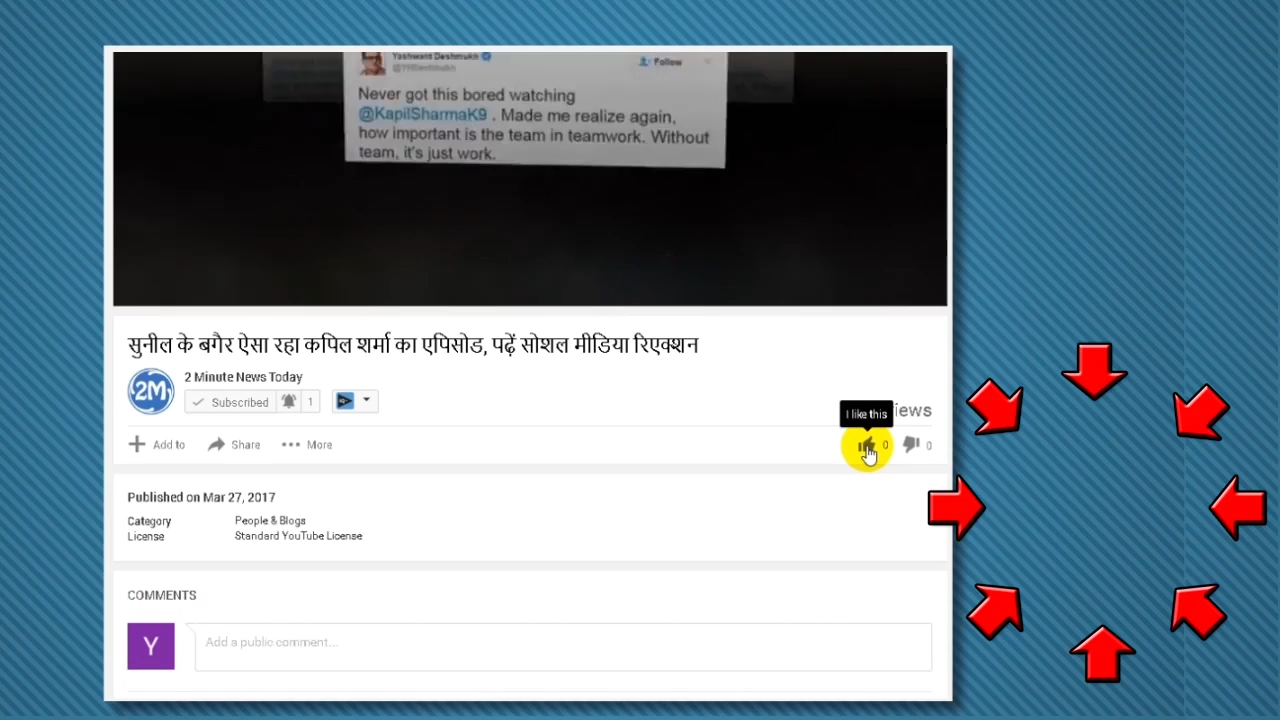 Yashwant Deshmukh
Follow
Never got this bored watching
@KapilSharmaK9 . Made me realize again,
how important is the team in teamwork. Without
team, it's just work.
सुनील के बगैर ऐसा रहा कपिल शर्मा का एपिसोड, पढ़ें सोशल मीडिया रिएक्शन
2M
2 Minute News Today
Subscribed 1
I like this
iews
Add to Share More 0 0
Published on Mar 27, 2017
Category People & Blogs
License Standard YouTube License
COMMENTS
Y
Add a public comment...